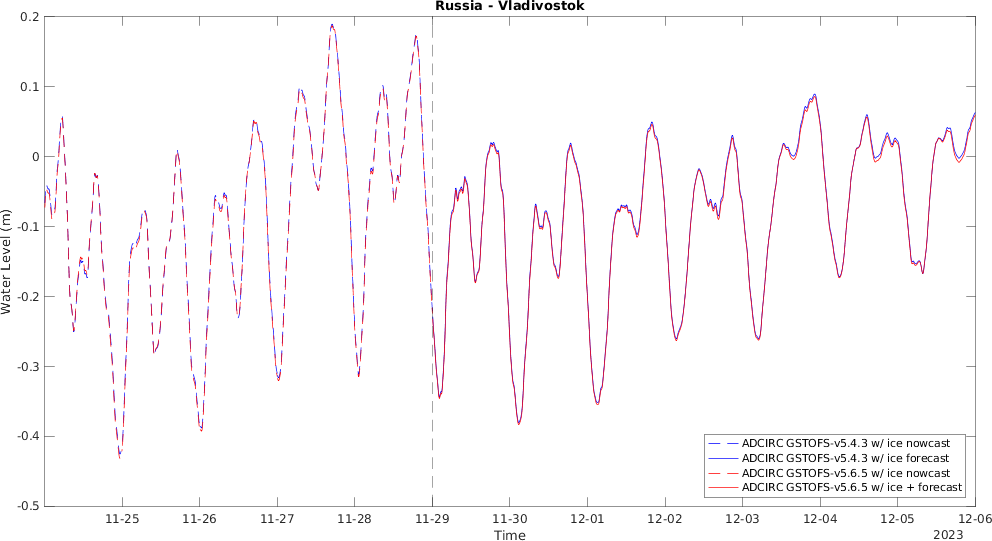 Russia - Vladivostok
0.2
0.1
0
-0.1
-0.2
-0.3
-0.4
-0.5
Water Level (m)
ADCIRC GSTOFS-v5.4.3 w/ ice nowcast
ADCIRC GSTOFS-v5.4.3 w/ ice forecast
ADCIRC GSTOFS-v5.6.5 w/ ice nowcast
ADCIRC GSTOFS-v5.6.5 w/ ice + forecast
11-25 11-26 11-27 11-28 11-29 11-30 12-01 12-02 12-03 12-04 12-05 12-06
Time
2023